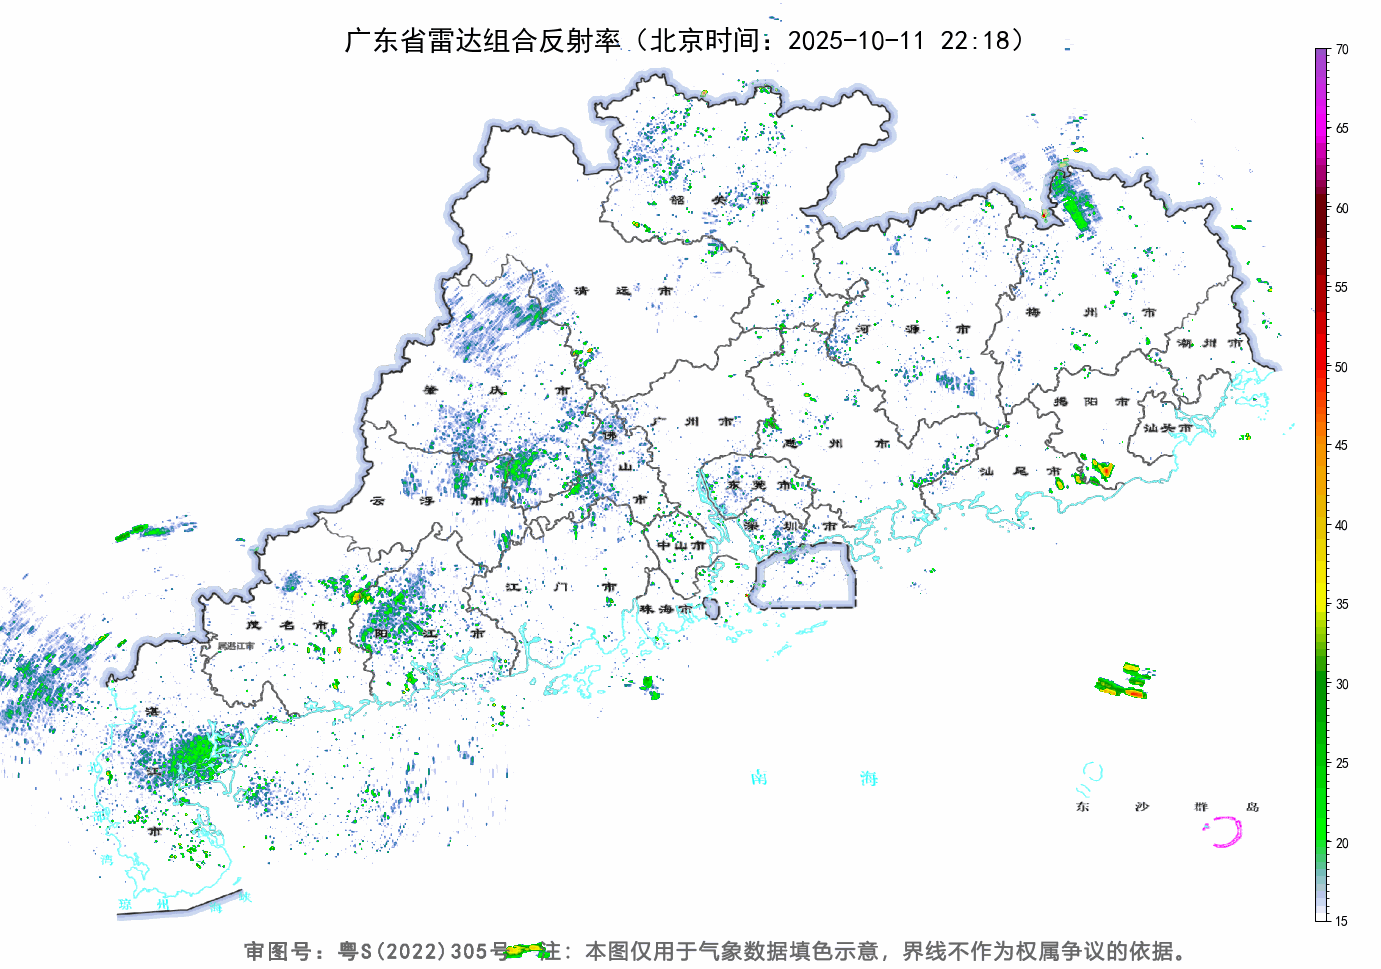 广东省雷达组合反射率（北京时间：2025-10-11 22:18）
70
65
60
55
50
45
40
35
30
25
20
15
韶关市
清远市
河源市
梅州市
潮州市
肇庆市
广州市
惠州市
揭阳市
汕头市
佛山市
云浮市
东莞市
汕尾市
深圳市
中山市
江门市
珠海市
茂名市
阳江市
属湛江市
湛江市
南海
东沙群岛
湾
琼州海峡
审图号：粤S(2022)305号 注：本图仅用于气象数据填色示意，界线不作为权属争议的依据。